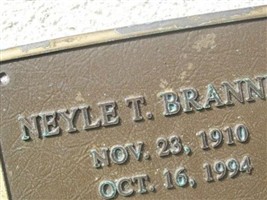 NEYLE T. BRANN
NOV. 23, 1910
OCT. 16, 1994